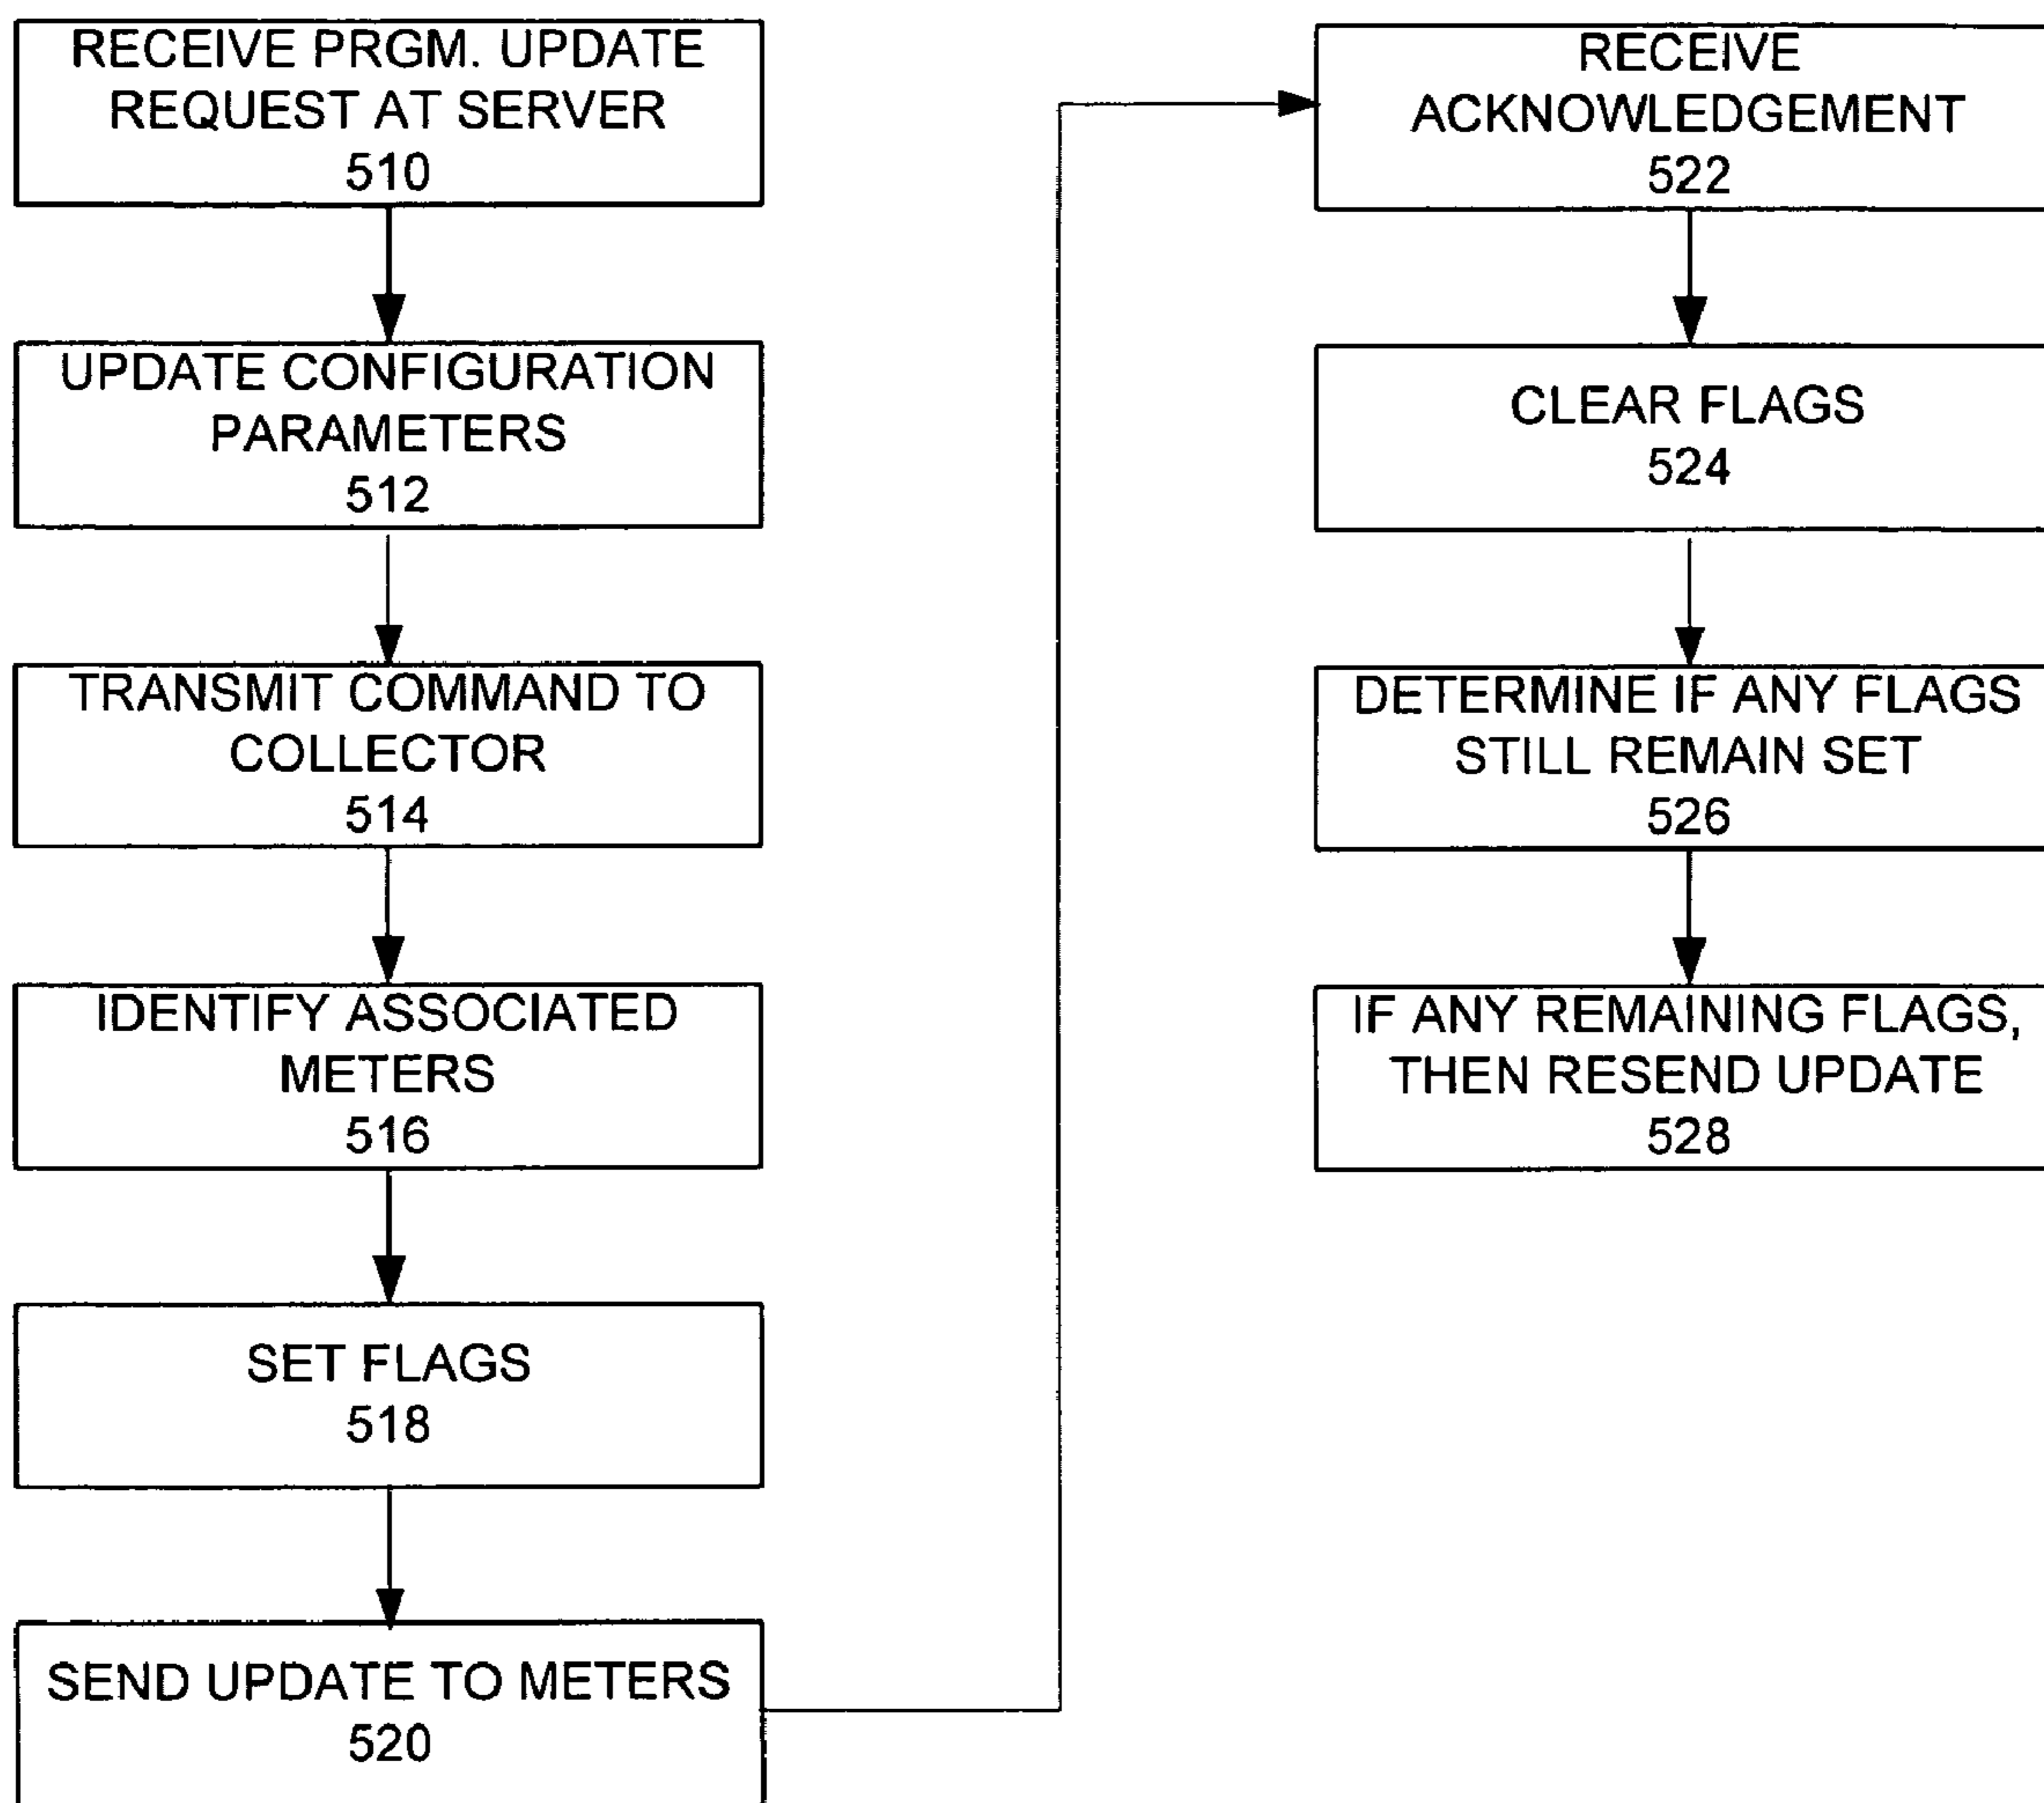 RECEIVE PRGM. UPDATE
REQUEST AT SERVER
510
UPDATE CONFIGURATION
PARAMETERS
512
TRANSMIT COMMAND TO
COLLECTOR
514
IDENTIFY ASSOCIATED
METERS
516
SET FLAGS
518
SEND UPDATE TO METERS
520
RECEIVE
ACKNOWLEDGEMENT
522
CLEAR FLAGS
524
DETERMINE IF ANY FLAGS
STILL REMAIN SET
526
IF ANY REMAINING FLAGS,
THEN RESEND UPDATE
528